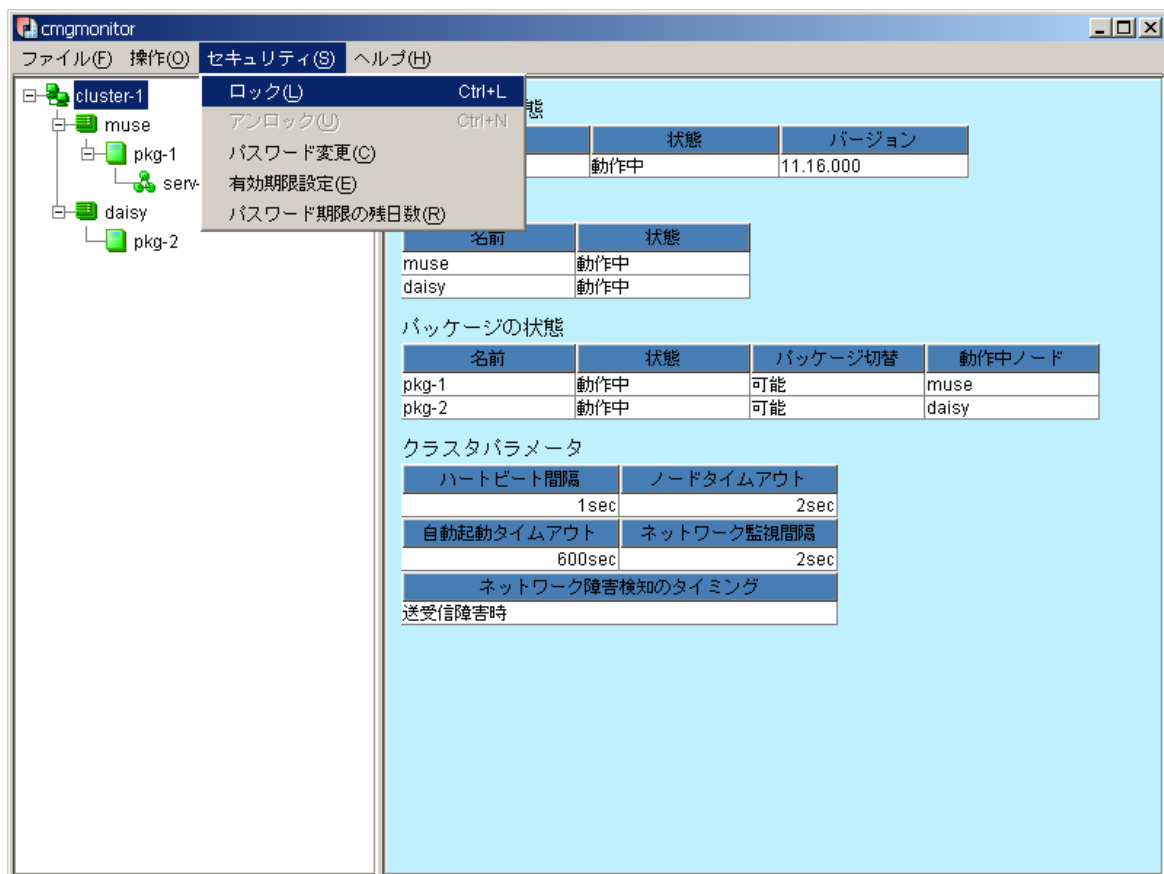 cmgmonitor
ファイル(F) 操作(O) セキュリティ(S) ヘルプ(H)
ロック(L) Ctrl+L
アンロック(U) Ctrl+N
パスワード変更(C)
有効期限設定(E)
パスワード期限の残日数(R)
cluster-1
muse
pkg-1
serv-
daisy
pkg-2
態
状態 バージョン
動作中 11.16.000
名前 状態
muse 動作中
daisy 動作中
パッケージの状態
名前 状態 パッケージ切替 動作中ノード
pkg-1 動作中 可能 muse
pkg-2 動作中 可能 daisy
クラスタパラメータ
ハートビート間隔 ノードタイムアウト
1sec 2sec
自動起動タイムアウト ネットワーク監視間隔
600sec 2sec
ネットワーク障害検知のタイミング
送受信障害時